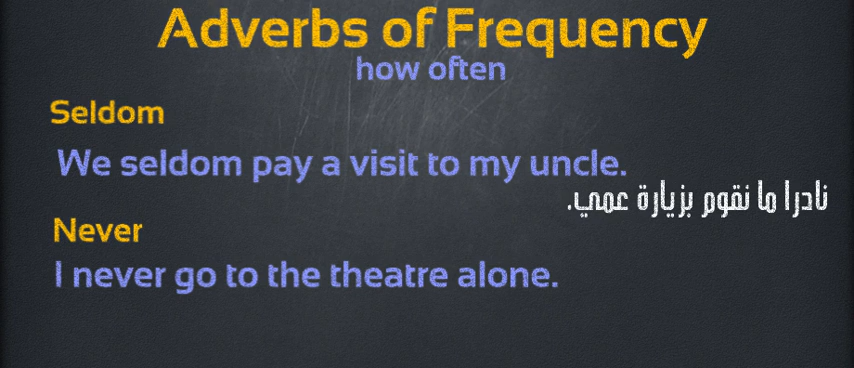 Adverbs of Frequency
how often
Seldom
We seldom pay a visit to my uncle.
نادرا ما نقوم بزيارة عمي.
Never
I never go to the theatre alone.